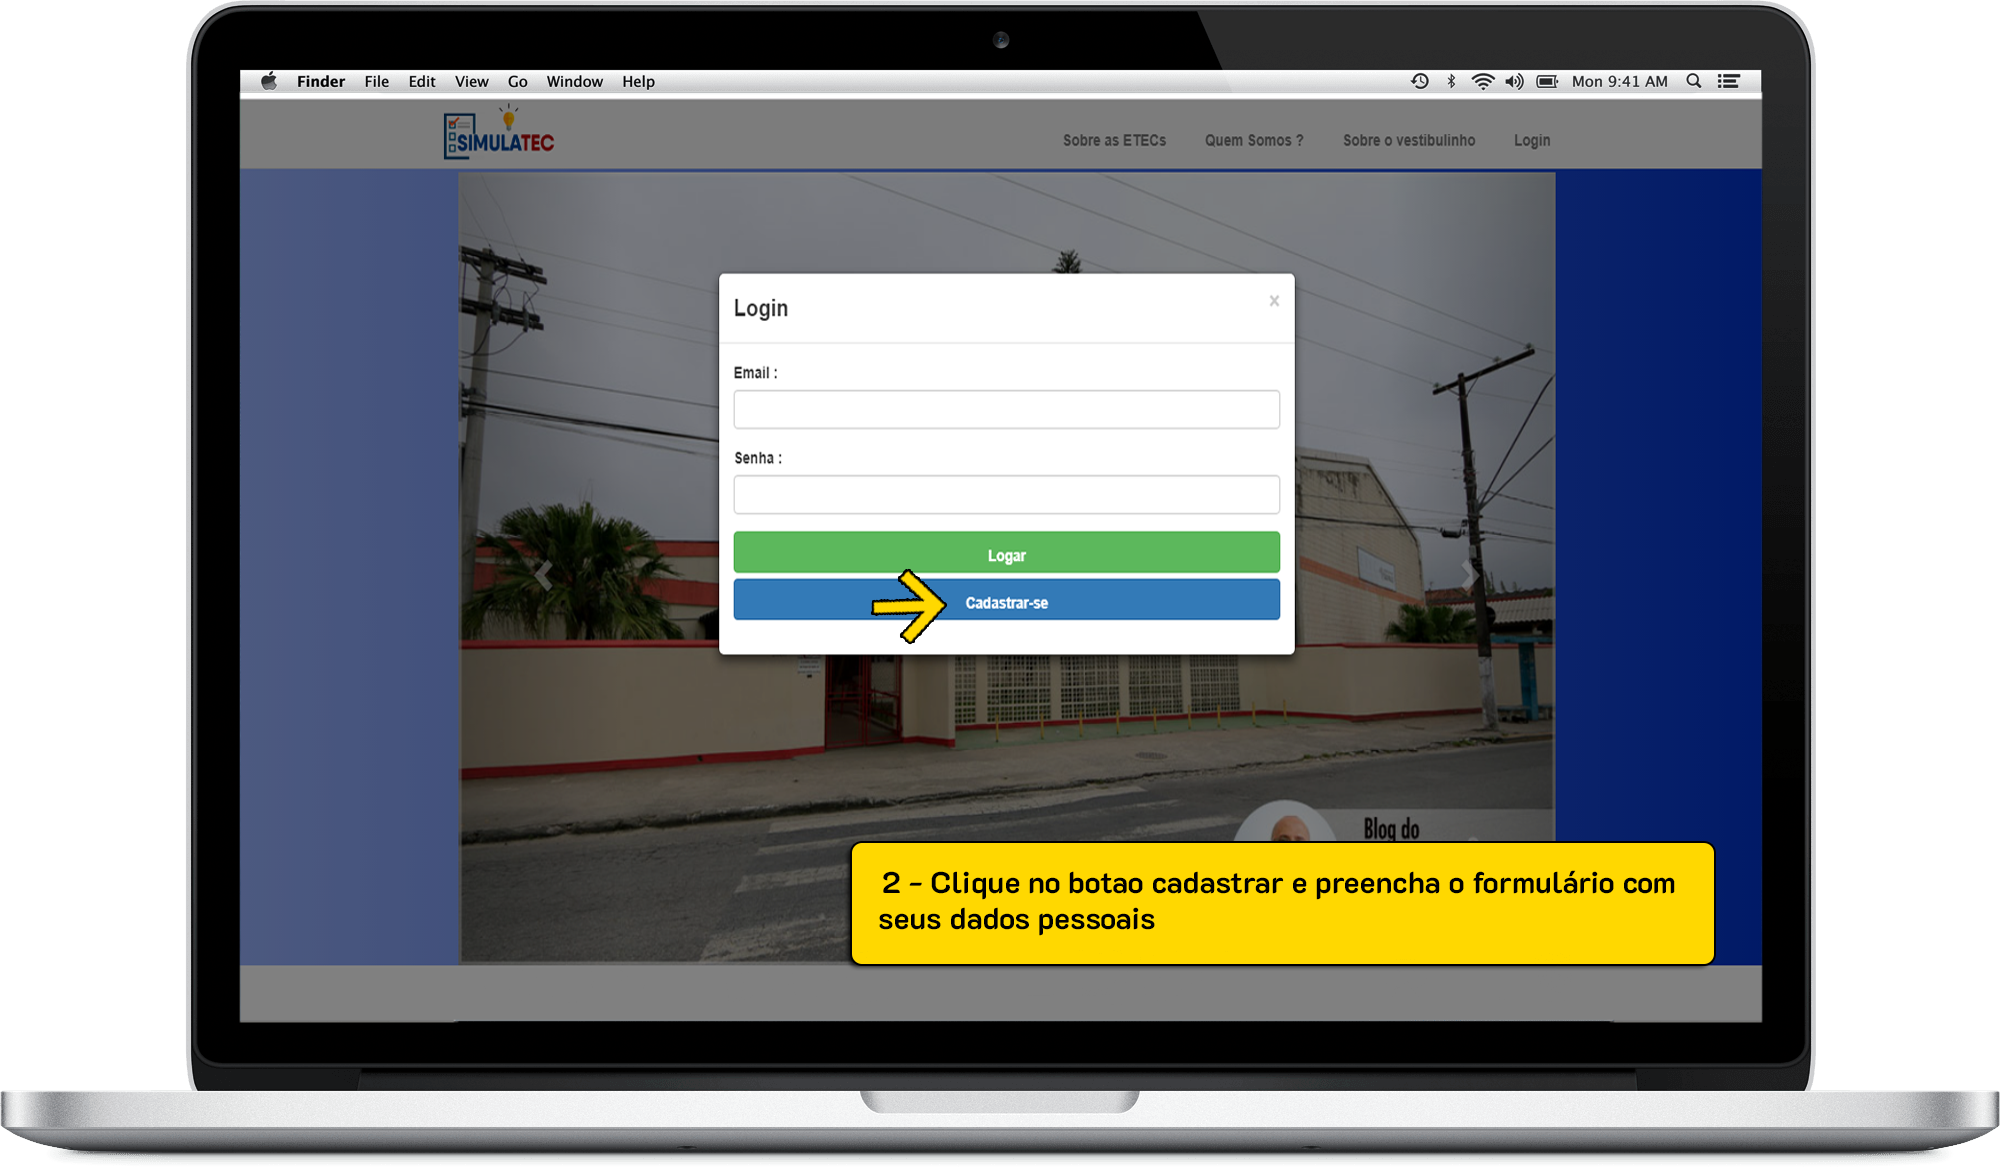 Finder File Edit View Go Window Help Mon 9:41 AM
SIMULATEC
Sobre as ETECs Quem Somos ? Sobre o vestibulinho Login
Login ×
Email :
Senha :
Logar
Cadastrar-se
Blog do
2 - Clique no botao cadastrar e preencha o formulário com
seus dados pessoais